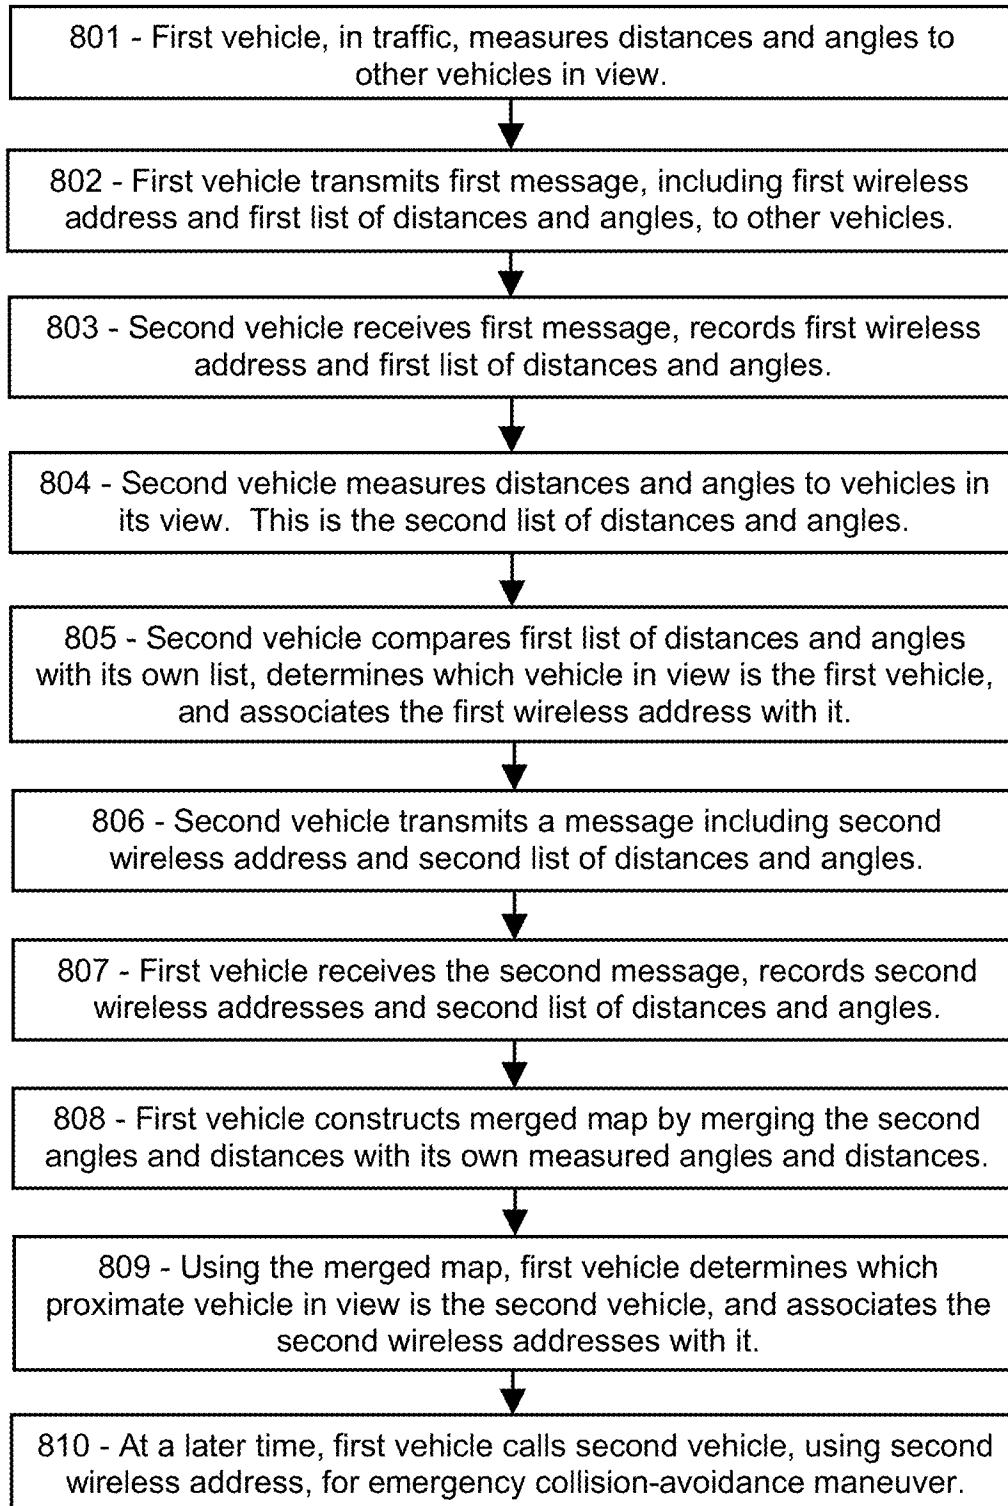 801 - First vehicle, in traffic, measures distances and angles to
other vehicles in view.
802 - First vehicle transmits first message, including first wireless
address and first list of distances and angles, to other vehicles.
803 - Second vehicle receives first message, records first wireless
address and first list of distances and angles.
804 - Second vehicle measures distances and angles to vehicles in
its view.  This is the second list of distances and angles.
805 - Second vehicle compares first list of distances and angles
with its own list, determines which vehicle in view is the first vehicle,
and associates the first wireless address with it.
806 - Second vehicle transmits a message including second
wireless address and second list of distances and angles.
807 - First vehicle receives the second message, records second
wireless addresses and second list of distances and angles.
808 - First vehicle constructs merged map by merging the second
angles and distances with its own measured angles and distances.
809 - Using the merged map, first vehicle determines which
proximate vehicle in view is the second vehicle, and associates the
second wireless addresses with it.
810 - At a later time, first vehicle calls second vehicle, using second
wireless address, for emergency collision-avoidance maneuver.